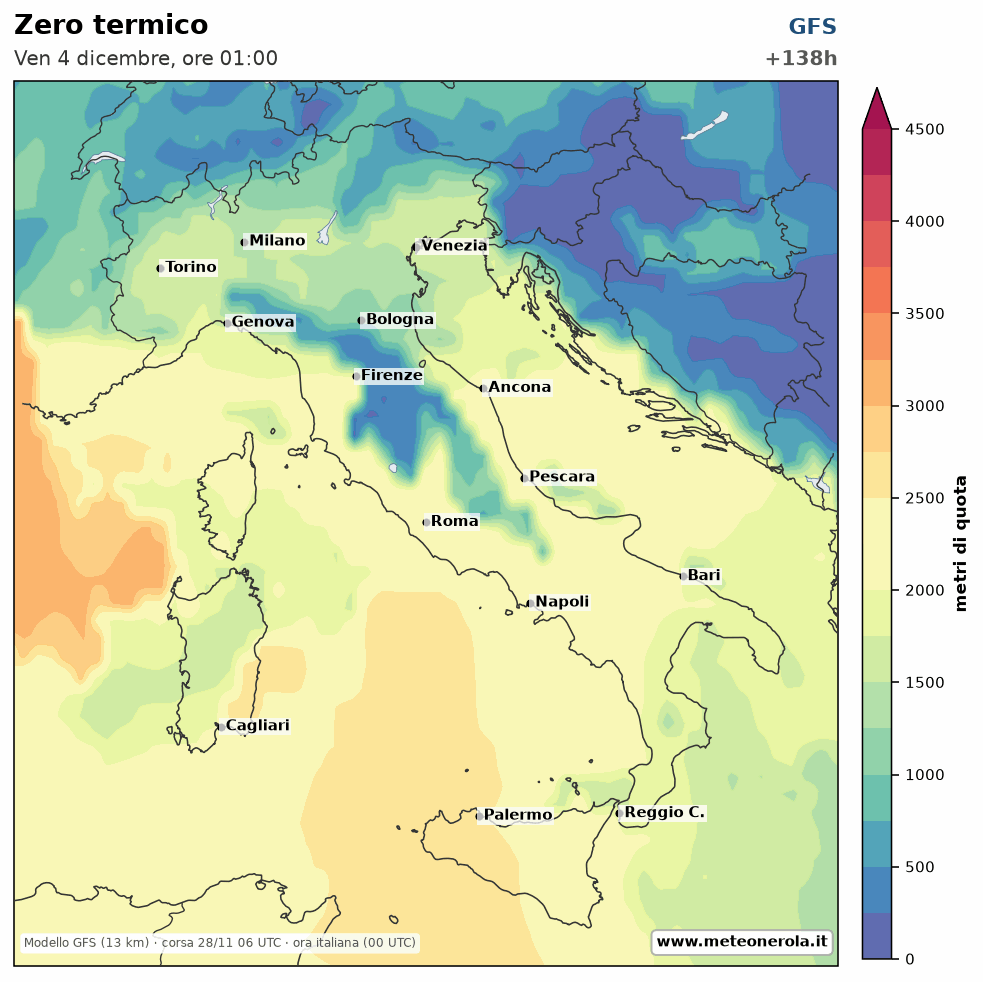 Zero termico
GFS
Ven 4 dicembre, ore 01:00
+138h
Milano
Venezia
Torino
Genova
Bologna
Firenze
Ancona
Pescara
Roma
Bari
Napoli
Cagliari
Palermo
Reggio C.
4500
4000
3500
3000
2500
2000
1500
1000
500
0
metri di quota
Modello GFS (13 km) · corsa 28/11 06 UTC · ora italiana (00 UTC)
www.meteonerola.it